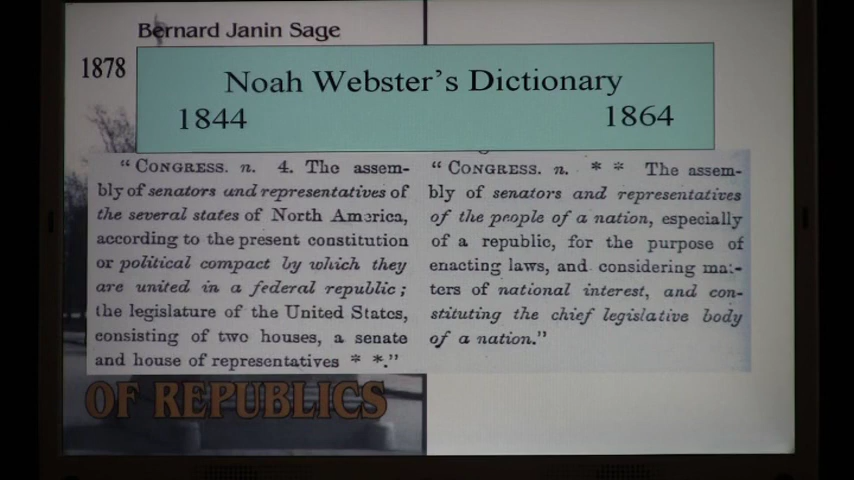 Bernard Janin Sage
1878
Noah Webster's Dictionary
1844
1864
“ CONGRESS. n. 4. The assem-
bly of senators and representatives of
the several states of North America,
according to the present constitution
or political compact by which they
are united in a federal republic ;
the legislature of the United States,
consisting of two houses, a senate
and house of representatives * *.”
“ CONGRESS. n. * * The assem-
bly of senators and representatives
of the people of a nation, especially
of a republic, for the purpose of
enacting laws, and considering mat-
ters of national interest, and con-
stituting the chief legislative body
of a nation.”
OF REPUBLICS